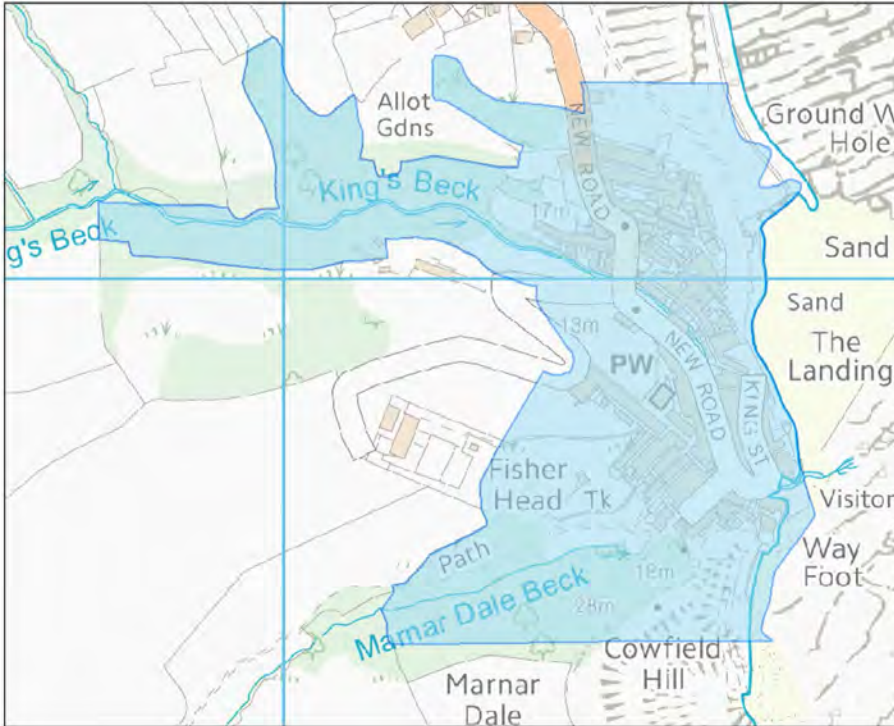 Allot
Gdns
NEW ROAD
Ground W
Hole
King's Beck
17m
g's Beck
Sand
Sand
13m
The
Landing
PW
NEW ROAD
KING ST
Fisher
Head
Tk
Visitor
Path
Way
Foot
18m
Marnar Dale Beck
28m
Cowfield
Hill
Marnar
Dale